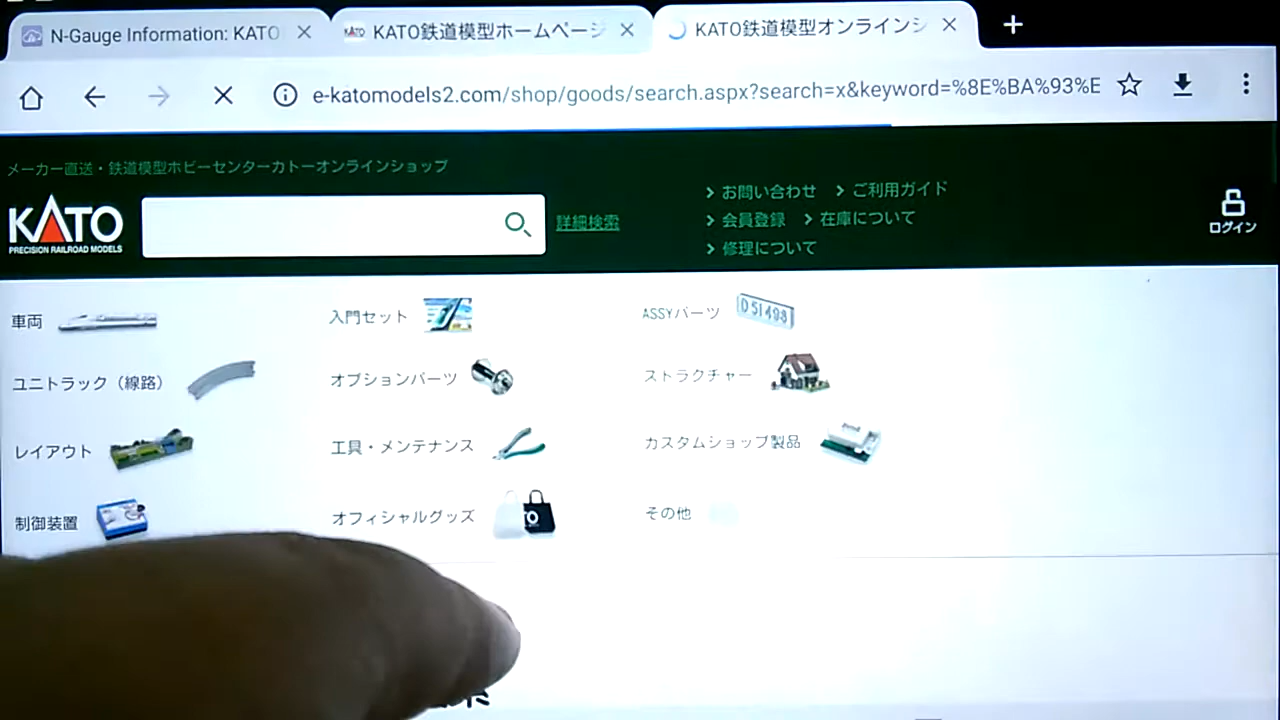 N-Gauge Information: KATO
KATO鉄道模型ホームページ
KATO鉄道模型オンラインシ
e-katomodels2.com/shop/goods/search.aspx?search=x&keyword=%8E%BA%93%E
メーカー直送・鉄道模型ホビーセンターカトーオンラインショップ
KATO
PRECISION RAILROAD MODELS
詳細検索
お問い合わせ
ご利用ガイド
会員登録
在庫について
修理について
ログイン
車両
入門セット
ASSYパーツ
D51498
ユニトラック（線路）
オプションパーツ
ストラクチャー
レイアウト
工具・メンテナンス
カスタムショップ製品
制御装置
オフィシャルグッズ
その他